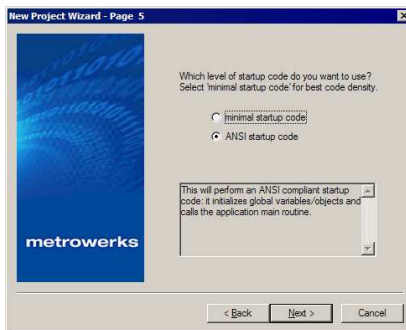 New Project Wizard - Page 5
Which level of startup code do you want to use?
Select 'minimal startup code' for best code density.
minimal startup code
ANSI startup code
This will perform an ANSI compliant startup
code: it initializes global variables/objects and
calls the application main routine.
metrowerks
< Back
Next >
Cancel